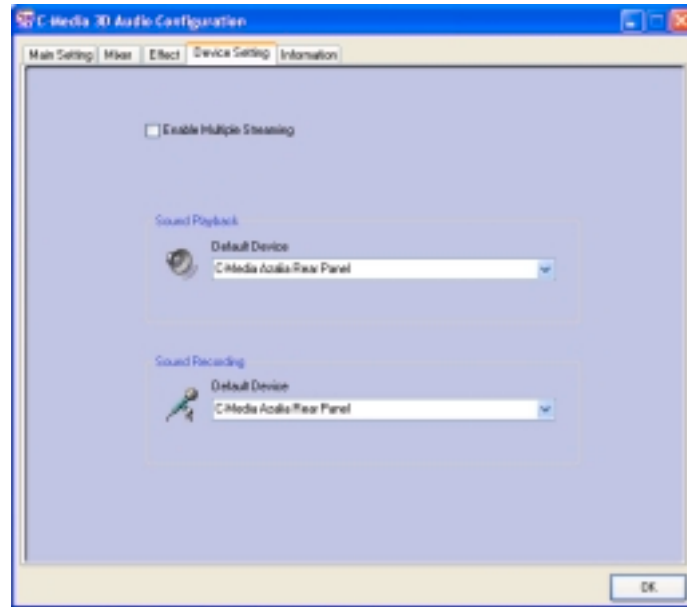 C-Media 3D Audio Configuration
Main Setting Mixer Effect Device Setting Information
Enable Multiple Streaming
Sound Playback
Default Device
C-Media Azalia Rear Panel
Sound Recording
Default Device
C-Media Azalia Rear Panel
OK